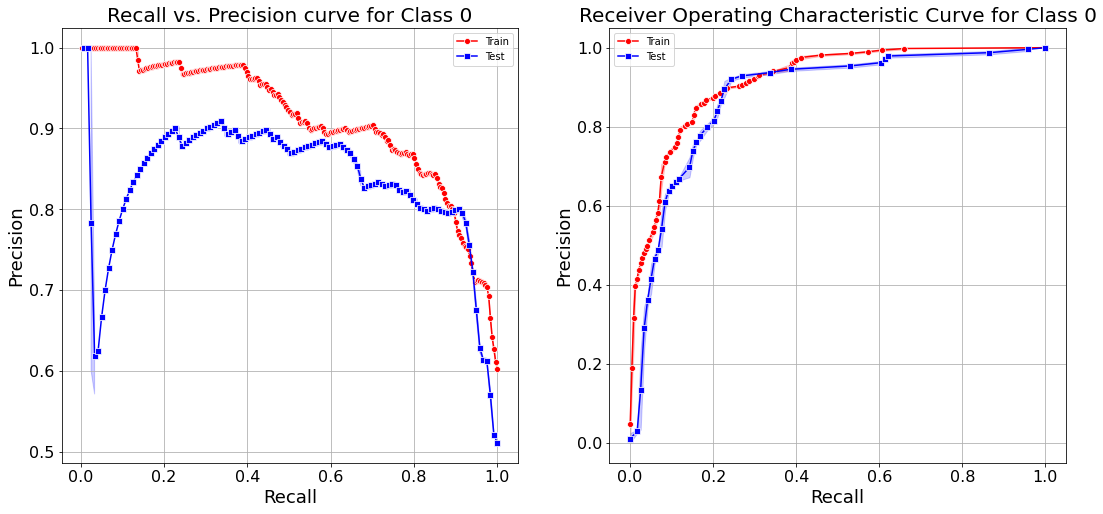 Recall vs. Precision curve for Class 0
Train
Test
1.0
0.9
0.8
0.7
0.6
0.5
Precision
0.0 0.2 0.4 0.6 0.8 1.0
Recall
Receiver Operating Characteristic Curve for Class 0
Train
Test
1.0
0.8
0.6
0.4
0.2
0.0
Precision
0.0 0.2 0.4 0.6 0.8 1.0
Recall